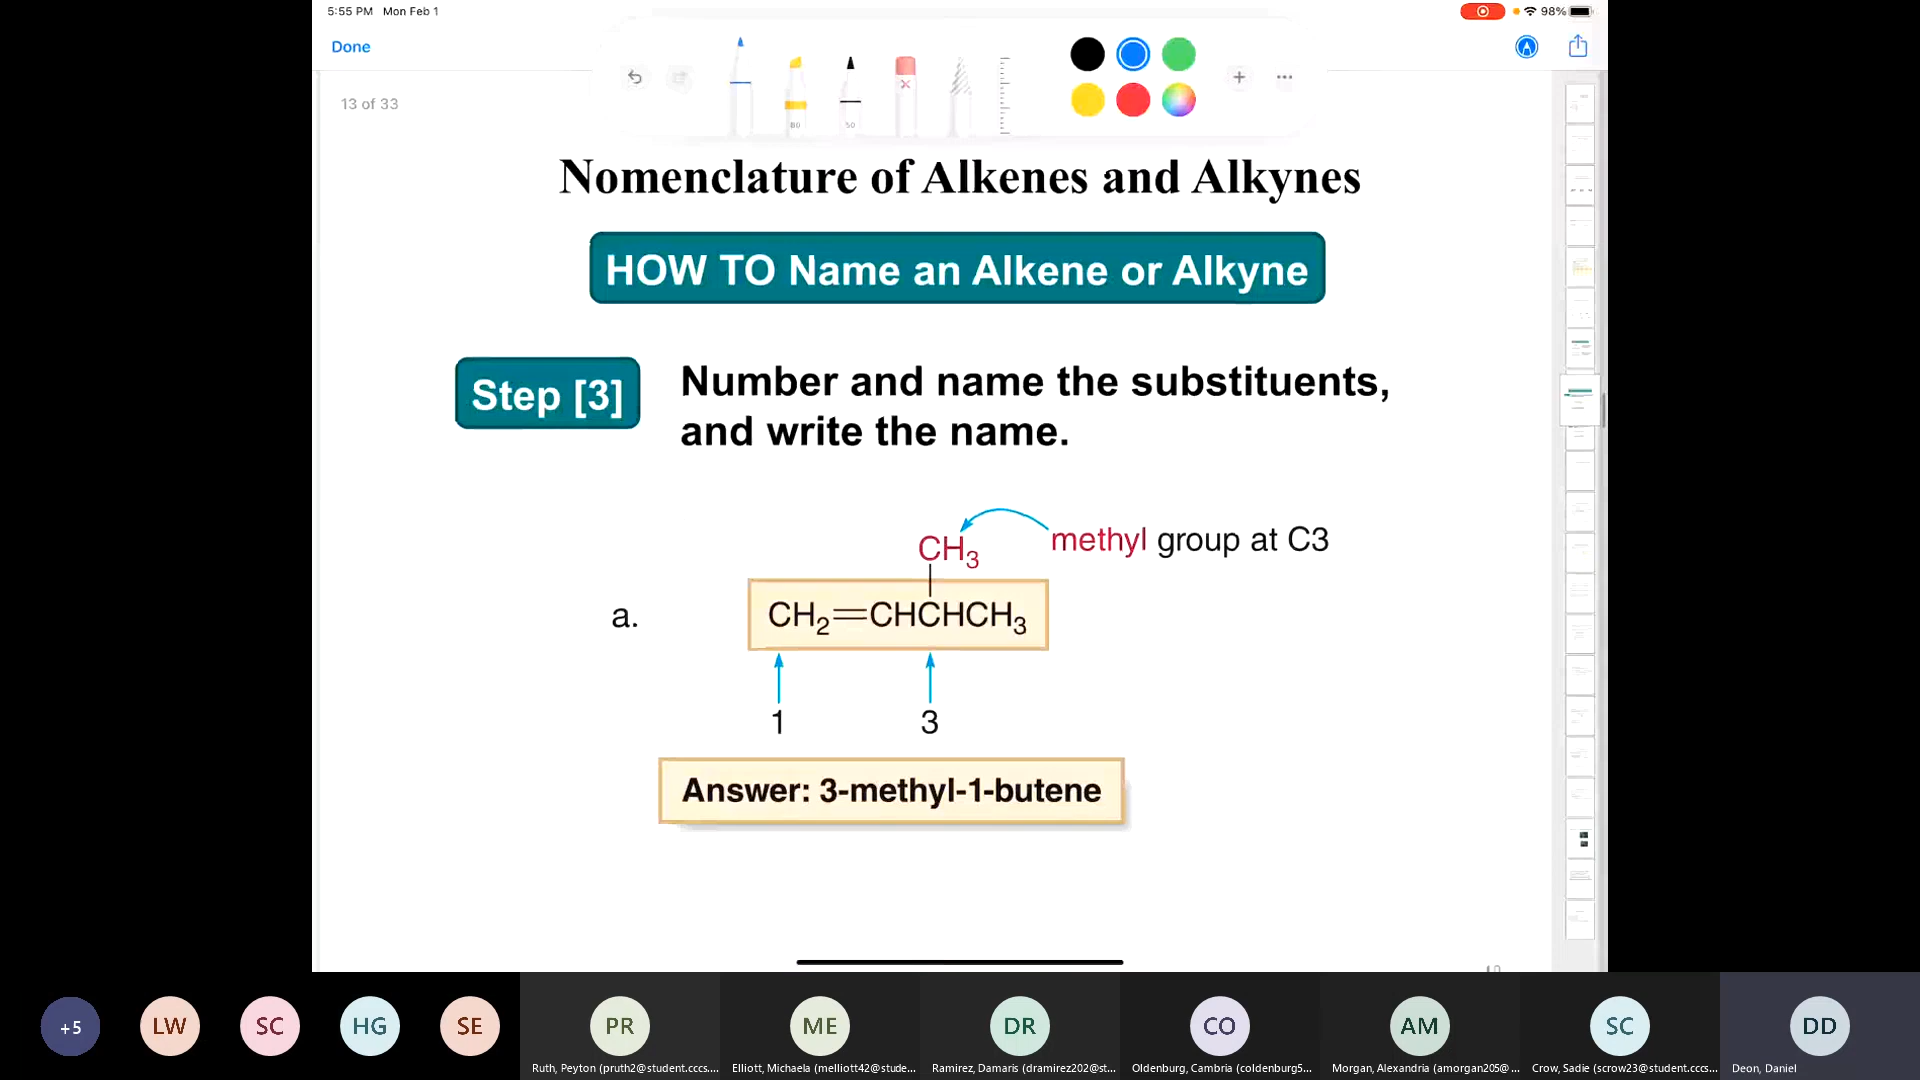 5:55 PM Mon Feb 1
98%
Done
13 of 33
80
50
Nomenclature of Alkenes and Alkynes
HOW TO Name an Alkene or Alkyne
Step [3]
Number and name the substituents,
and write the name.
CH3
methyl group at C3
a.
CH2=CHCHCH3
1
3
Answer: 3-methyl-1-butene
+5
LW
SC
HG
SE
PR
ME
DR
CO
AM
SC
DD
Ruth, Peyton (pruth2@student.cccs....
Elliott, Michaela (melliott42@stude...
Ramirez, Damaris (dramirez202@st...
Oldenburg, Cambria (coldenburg5...
Morgan, Alexandria (amorgan205@...
Crow, Sadie (scrow23@student.cccs...
Deon, Daniel